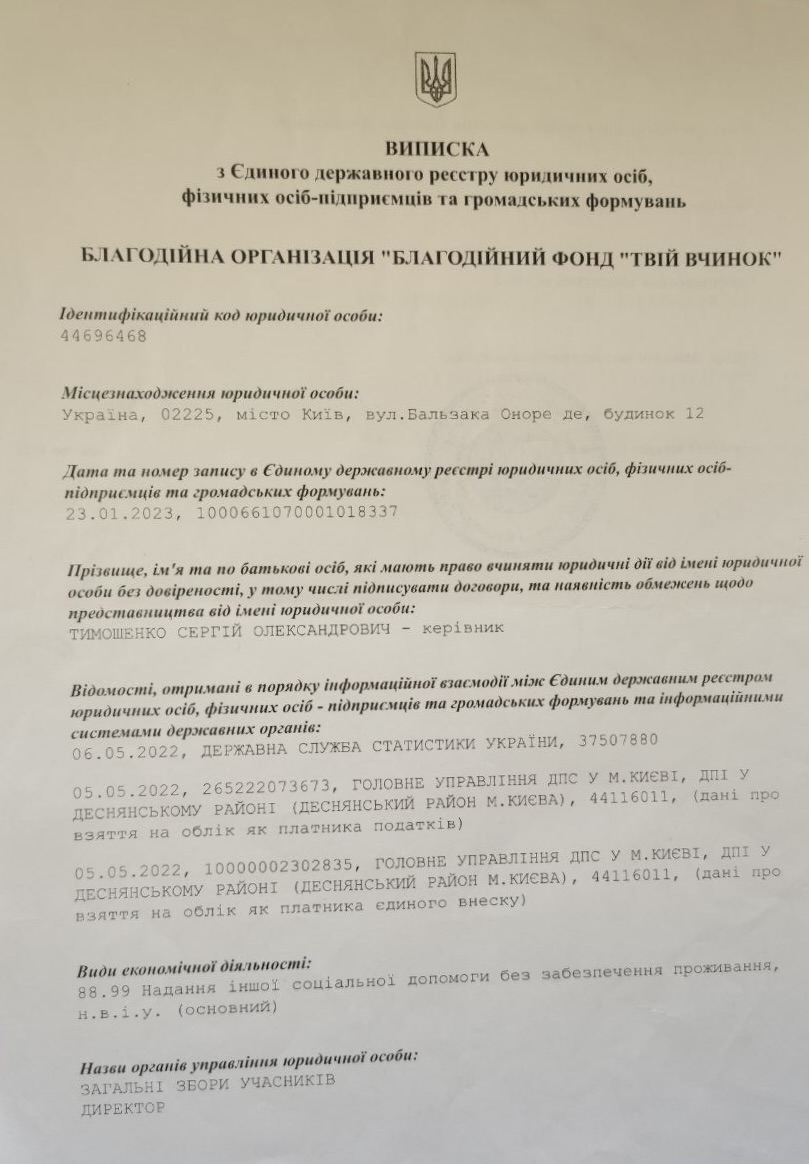 ВИПИСКА
з Єдиного державного реєстру юридичних осіб,
фізичних осіб-підприємців та громадських формувань
БЛАГОДІЙНА ОРГАНІЗАЦІЯ "БЛАГОДІЙНИЙ ФОНД "ТВІЙ ВЧИНОК"
Ідентифікаційний код юридичної особи:
44696468
Місцезнаходження юридичної особи:
Україна, 02225, місто Київ, вул.Бальзака Оноре де, будинок 12
Дата та номер запису в Єдиному державному реєстрі юридичних осіб, фізичних осіб-
підприємців та громадських формувань:
23.01.2023, 1000661070001018337
Прізвище, ім'я та по батькові осіб, які мають право вчиняти юридичні дії від імені юридичної
особи без довіреності, у тому числі підписувати договори, та наявність обмежень щодо
представництва від імені юридичної особи:
ТИМОШЕНКО СЕРГІЙ ОЛЕКСАНДРОВИЧ - керівник
Відомості, отримані в порядку інформаційної взаємодії між Єдиним державним реєстром
юридичних осіб, фізичних осіб - підприємців та громадських формувань та інформаційними
системами державних органів:
06.05.2022, ДЕРЖАВНА СЛУЖБА СТАТИСТИКИ УКРАЇНИ, 37507880
05.05.2022, 265222073673, ГОЛОВНЕ УПРАВЛІННЯ ДПС У М.КИЄВІ, ДПІ У
ДЕСНЯНСЬКОМУ РАЙОНІ (ДЕСНЯНСЬКИЙ РАЙОН М.КИЄВА), 44116011, (дані про
взяття на облік як платника податків)
05.05.2022, 10000002302835, ГОЛОВНЕ УПРАВЛІННЯ ДПС У М.КИЄВІ, ДПІ У
ДЕСНЯНСЬКОМУ РАЙОНІ (ДЕСНЯНСЬКИЙ РАЙОН М.КИЄВА), 44116011, (дані про
взяття на облік як платника єдиного внеску)
Види економічної діяльності:
88.99 Надання іншої соціальної допомоги без забезпечення проживання,
н.в.і.у. (основний)
Назви органів управління юридичної особи:
ЗАГАЛЬНІ ЗБОРИ УЧАСНИКІВ
ДИРЕКТОР